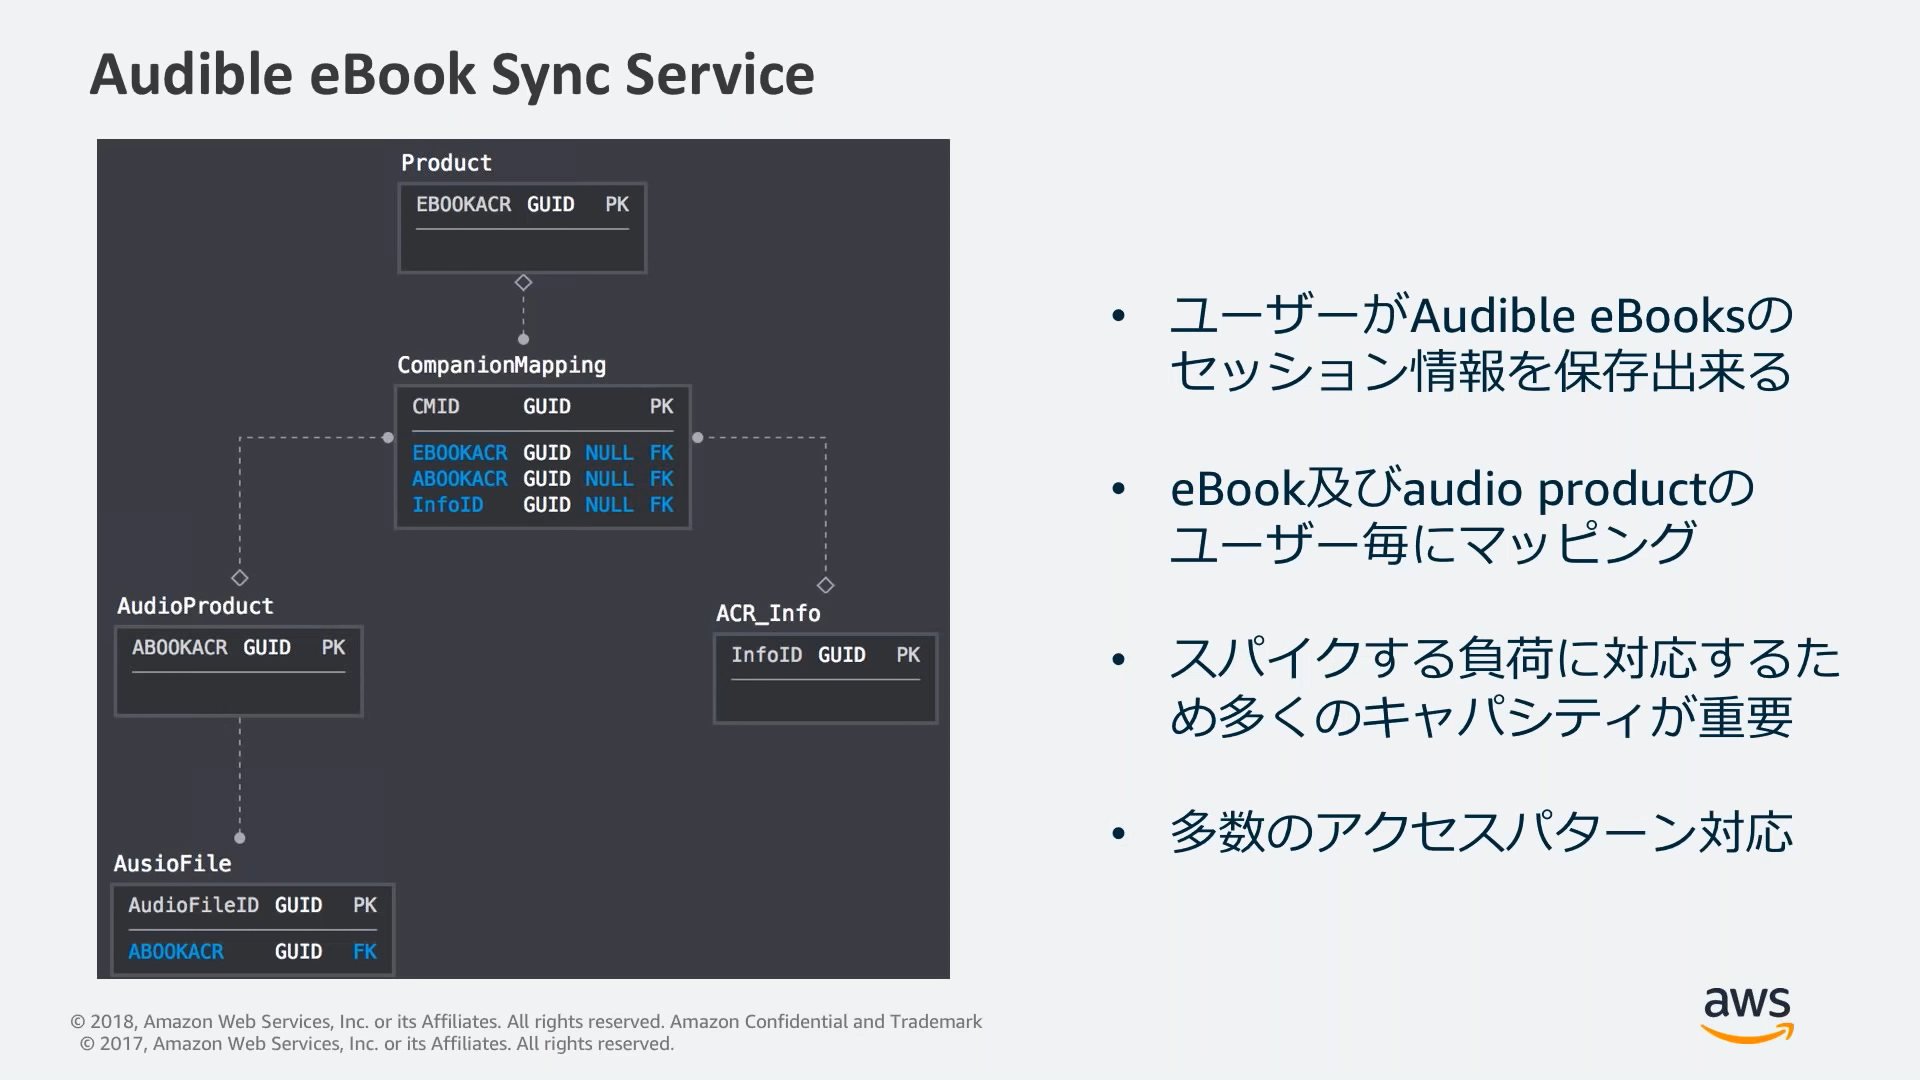 Audible eBook Sync Service
Product
EBOOKACR GUID PK
CompanionMapping
CMID GUID PK
EBOOKACR GUID NULL FK
ABOOKACR GUID NULL FK
InfoID GUID NULL FK
AudioProduct
ABOOKACR GUID PK
ACR_Info
InfoID GUID PK
AusioFile
AudioFileID GUID PK
ABOOKACR GUID FK
• ユーザーがAudible eBooksの
セッション情報を保存出来る
• eBook及びaudio productの
ユーザー毎にマッピング
• スパイクする負荷に対応するた
め多くのキャパシティが重要
• 多数のアクセスパターン対応
© 2018, Amazon Web Services, Inc. or its Affiliates. All rights reserved. Amazon Confidential and Trademark
© 2017, Amazon Web Services, Inc. or its Affiliates. All rights reserved.
aws